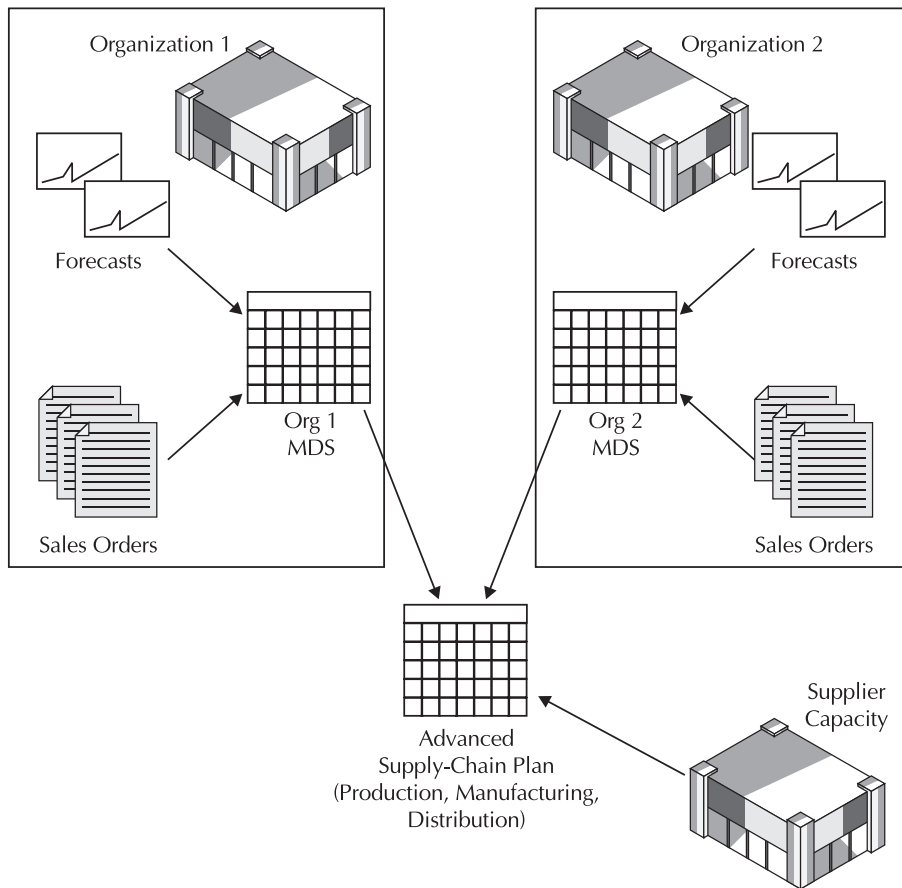 Organization 1
Forecasts
Org 1
MDS
Sales Orders
Organization 2
Forecasts
Org 2
MDS
Sales Orders
Advanced
Supply-Chain Plan
(Production, Manufacturing,
Distribution)
Supplier
Capacity